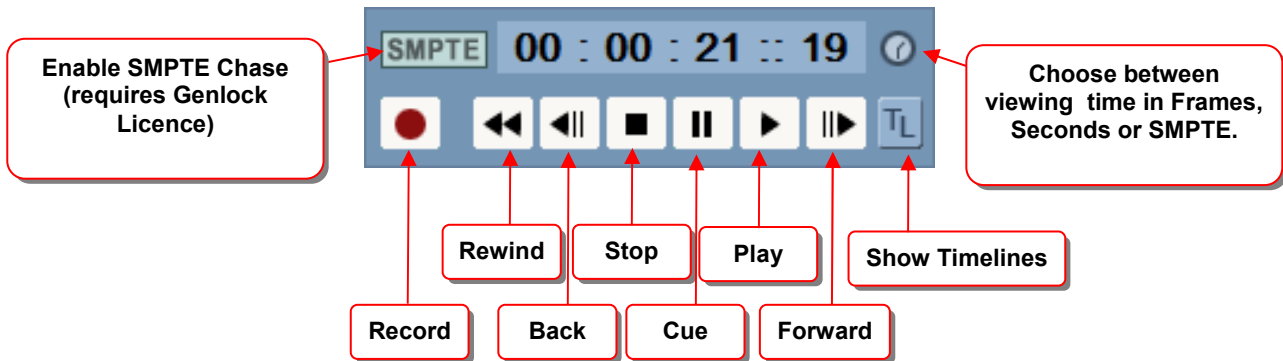 SMPTE 00 : 00 : 21 :: 19
TL
Enable SMPTE Chase
(requires Genlock
Licence)
Choose between
viewing time in Frames,
Seconds or SMPTE.
Rewind
Stop
Play
Show Timelines
Record
Back
Cue
Forward